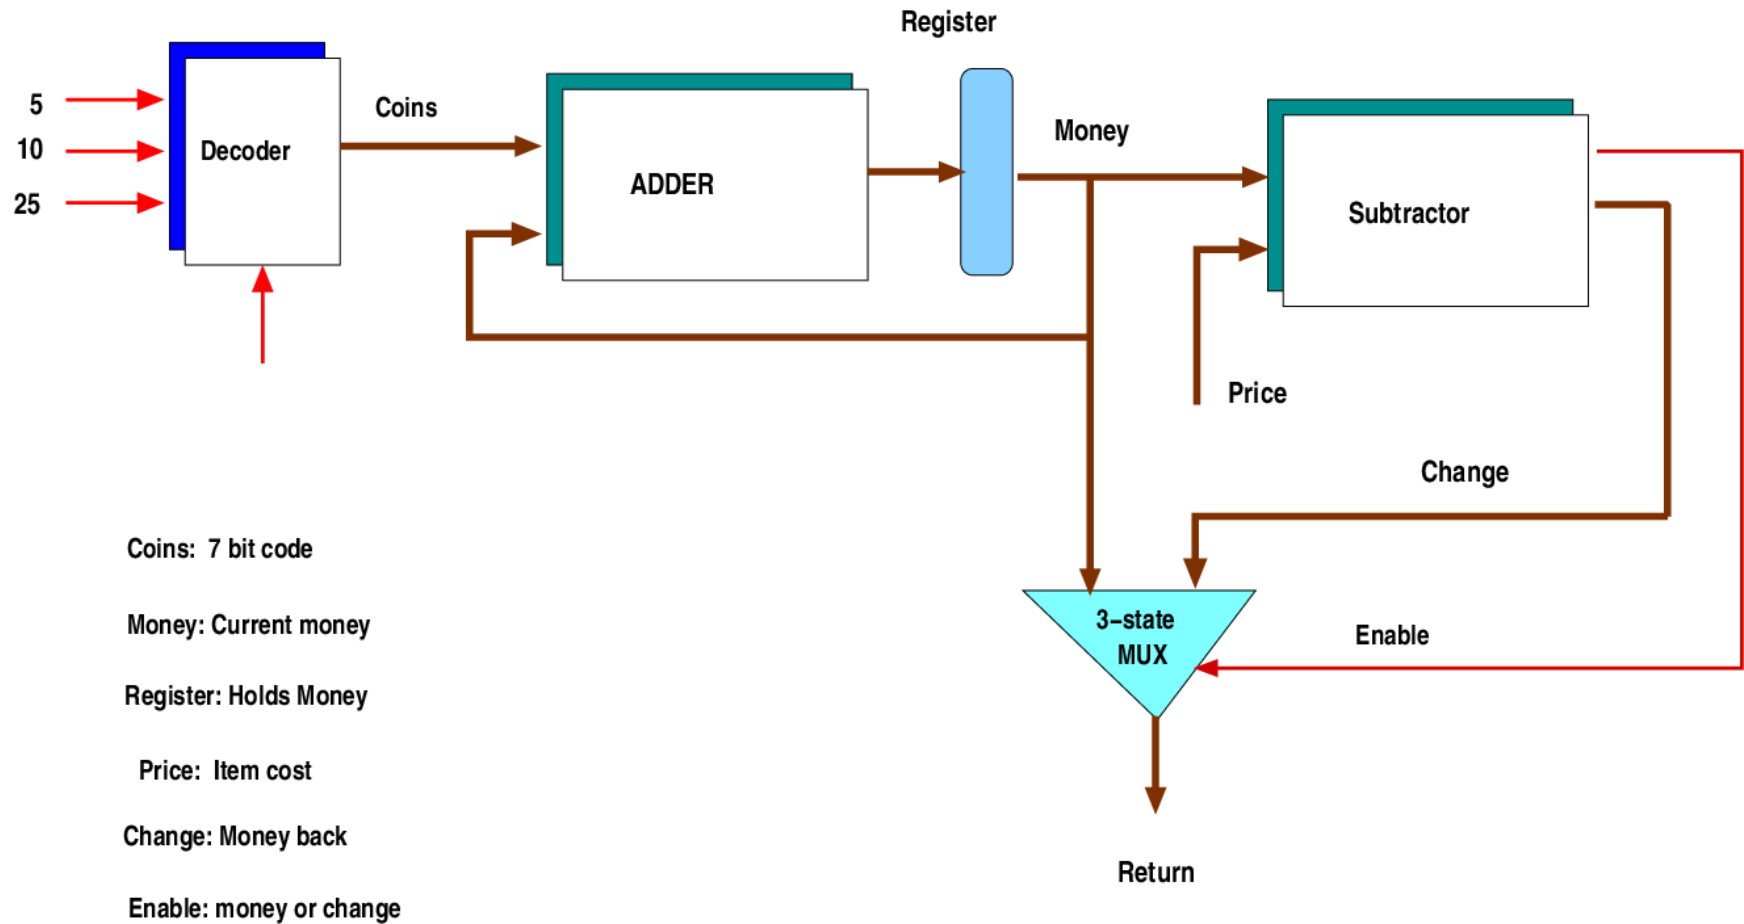 Register
5
10
25
Decoder
Coins
ADDER
Money
Subtractor
Price
Change
3-state
MUX
Enable
Return
Coins: 7 bit code
Money: Current money
Register: Holds Money
Price: Item cost
Change: Money back
Enable: money or change